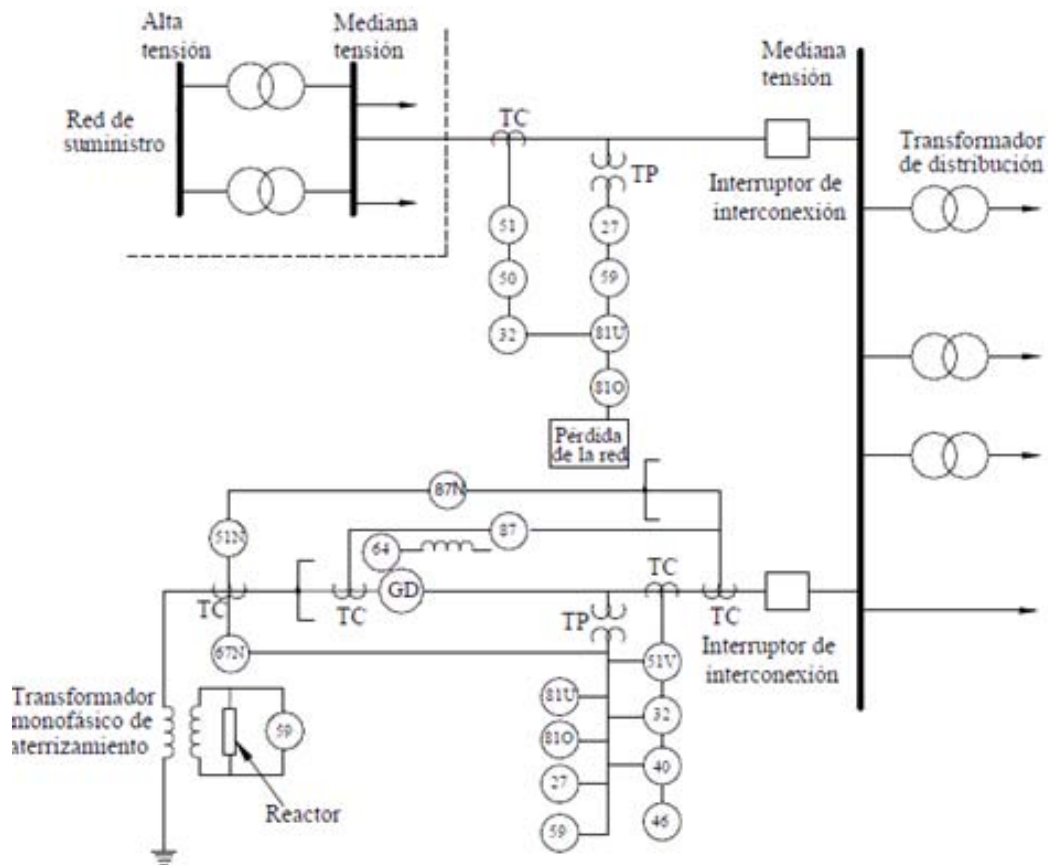 Alta
tensión
Mediana
tensión
Mediana
tensión
Red de
suministro
TC
TP
Transformador
de distribución
Interruptor de
interconexión
51
27
50
59
32
81U
81O
Pérdida
de la red
87N
51N
87
64
GD
TC
TC
TC
TC
TP
67N
51V
Interruptor de
interconexión
Transformador
monofásico de
aterrizamiento
59
81U
32
81O
40
27
46
59
Reactor